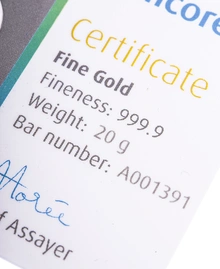 Certificate
Fine Gold
Fineness: 999.9
Weight: 20 g
Bar number: A001391
Assayer